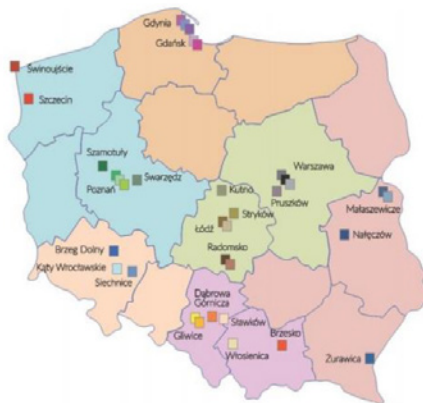 Gdynia
Gdańsk
Świnoujście
Szczecin
Szamotuły
Poznań
Swarzędz
Warszawa
Kutno
Pruszków
Stryków
Łódź
Małaszewicze
Nałęczów
Radomsko
Brzeg Dolny
Kąty Wrocławskie
Siechnice
Dąbrowa
Górnicza
Sławków
Gliwice
Brzesko
Włosienica
Żurawica